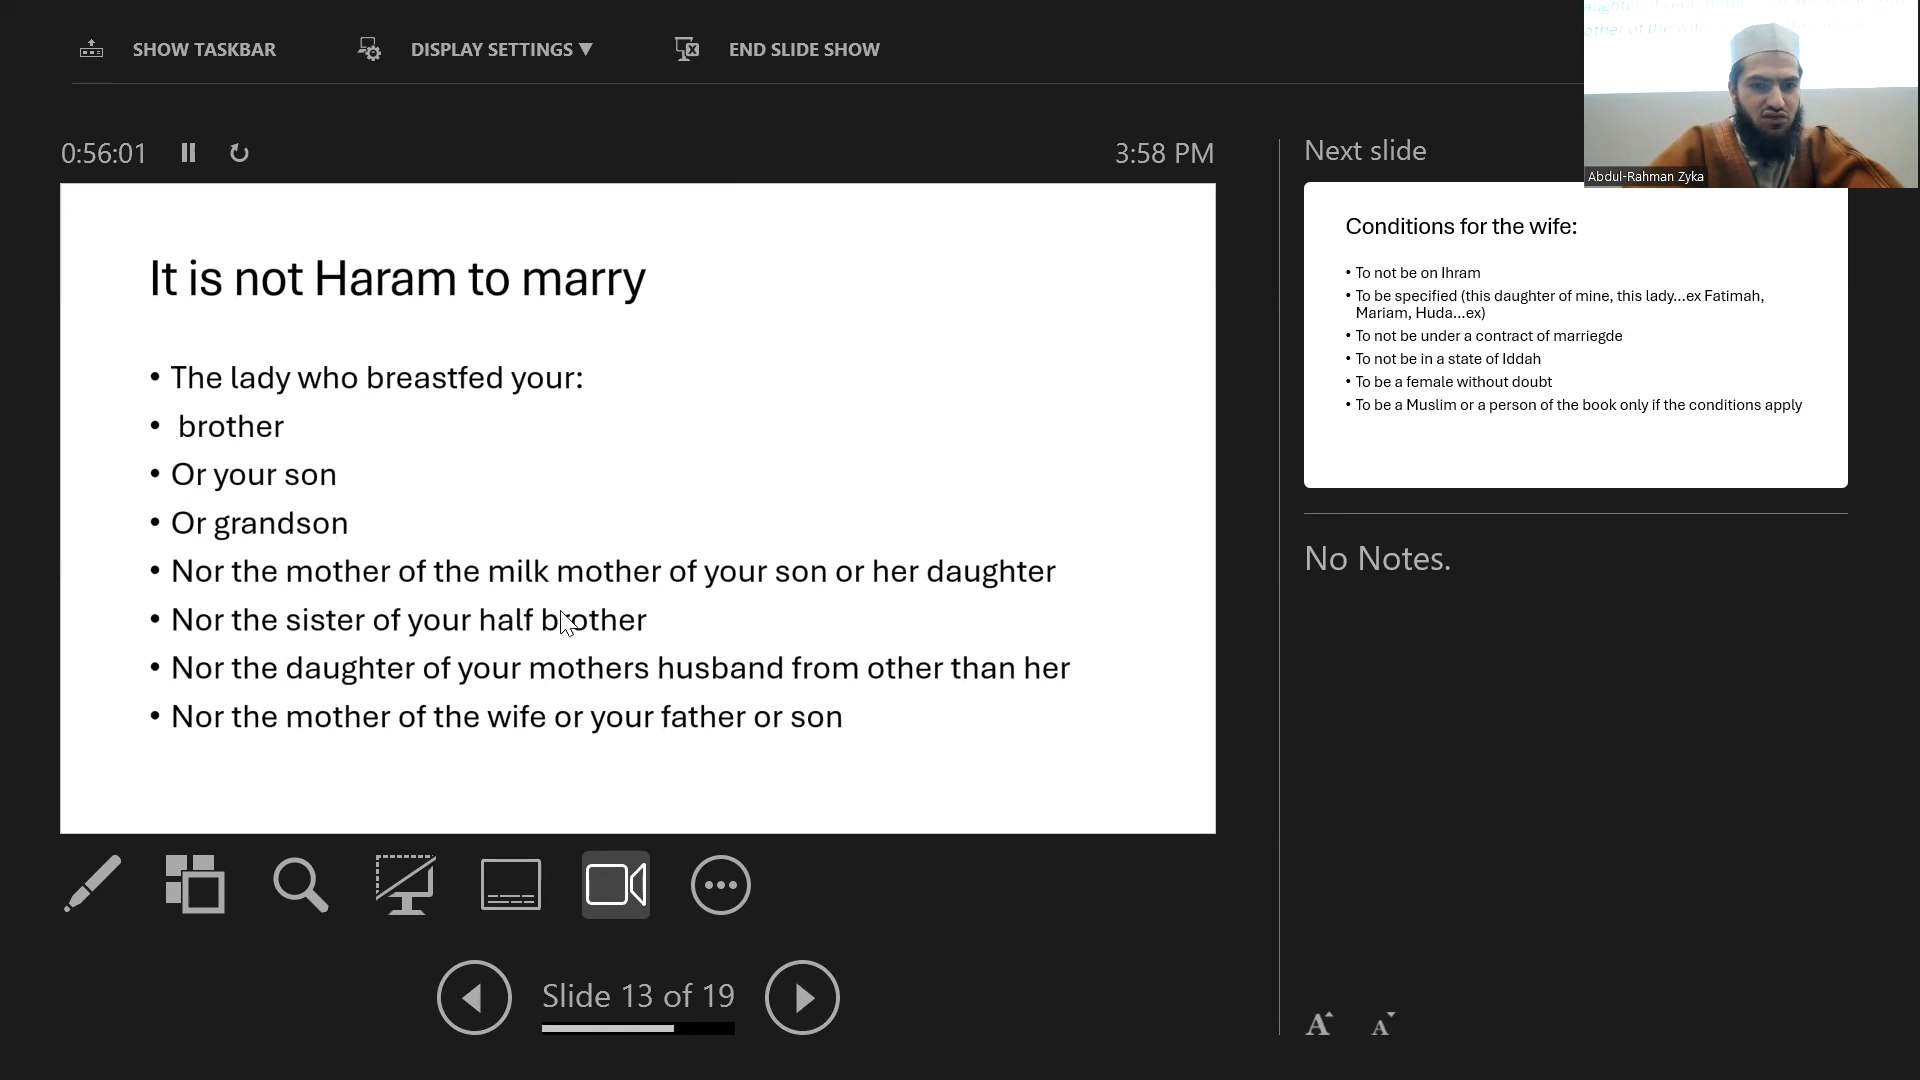 SHOW TASKBAR
DISPLAY SETTINGS ▼
END SLIDE SHOW
0:56:01
3:58 PM
It is not Haram to marry
• The lady who breastfed your:
• brother
• Or your son
• Or grandson
• Nor the mother of the milk mother of your son or her daughter
• Nor the sister of your half brother
• Nor the daughter of your mothers husband from other than her
• Nor the mother of the wife or your father or son
Slide 13 of 19
Next slide
Abdul-Rahman Zyka
Conditions for the wife:
• To not be on Ihram
• To be specified (this daughter of mine, this lady...ex Fatimah,
Mariam, Huda...ex)
• To not be under a contract of marriegde
• To not be in a state of Iddah
• To be a female without doubt
• To be a Muslim or a person of the book only if the conditions apply
No Notes.
A A